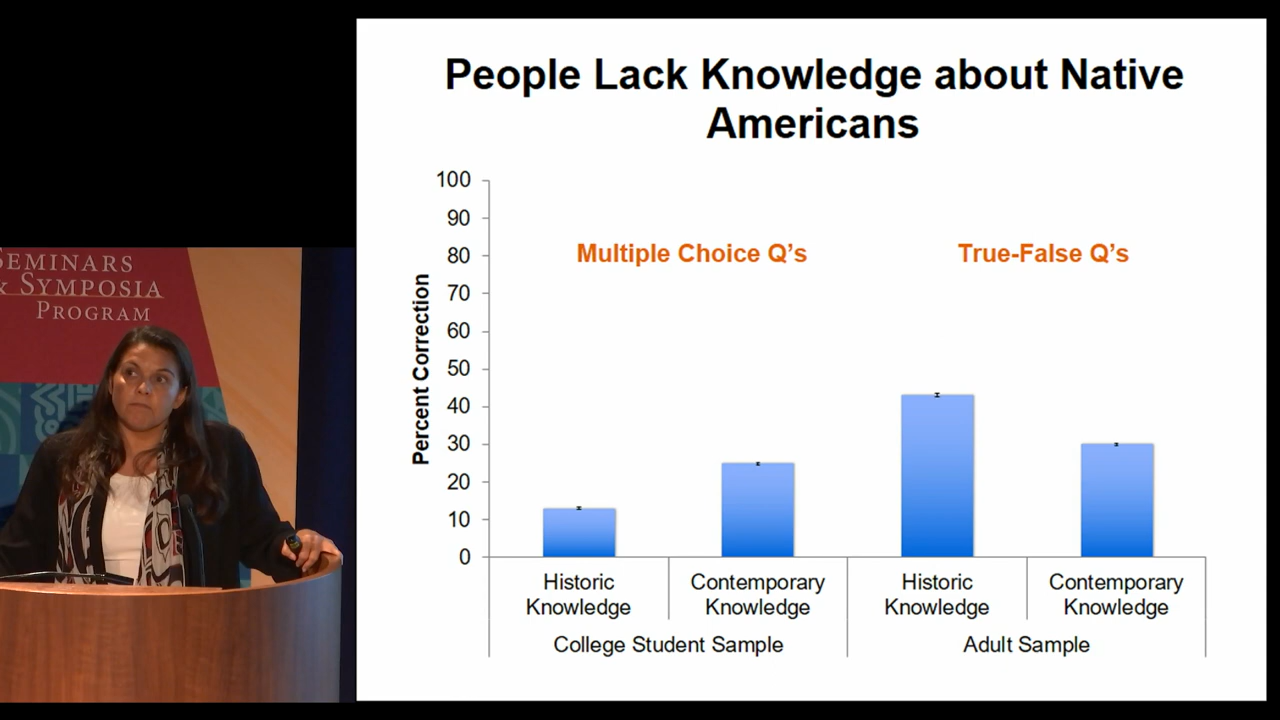 SEMINARS
& SYMPOSIA
PROGRAM
People Lack Knowledge about Native
Americans
100
90
80
70
60
50
40
30
20
10
0
Percent Correction
Multiple Choice Q’s
True-False Q’s
Historic
Knowledge
Contemporary
Knowledge
Historic
Knowledge
Contemporary
Knowledge
College Student Sample
Adult Sample